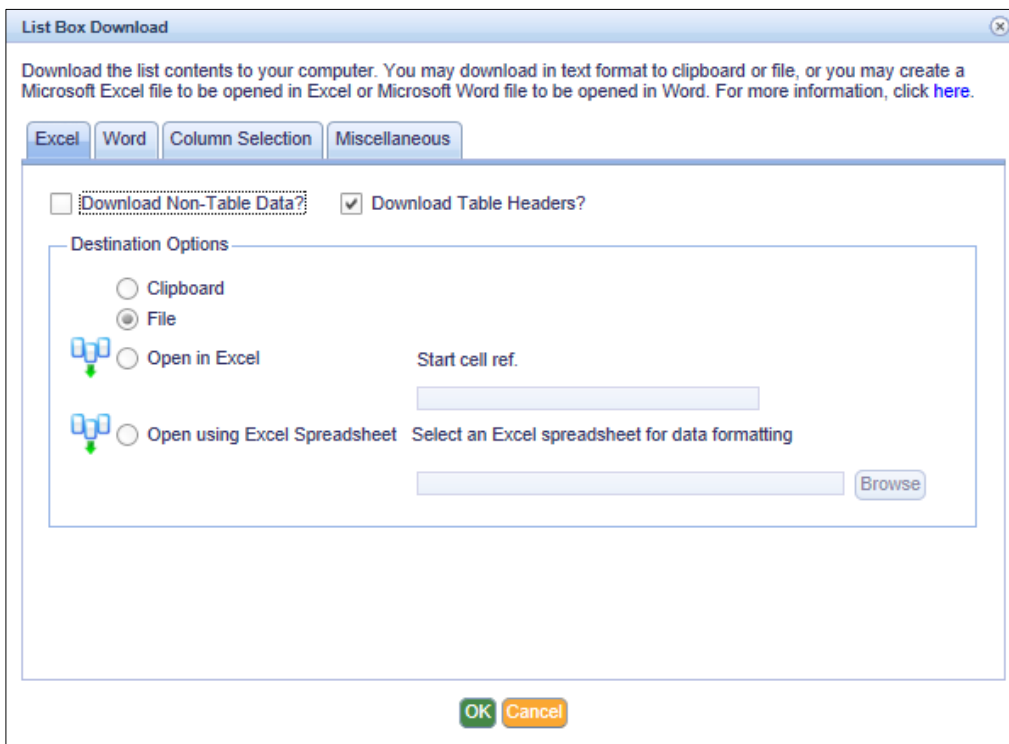 List Box Download
Download the list contents to your computer. You may download in text format to clipboard or file, or you may create a
Microsoft Excel file to be opened in Excel or Microsoft Word file to be opened in Word. For more information, click here.
Excel Word Column Selection Miscellaneous
Download Non-Table Data? Download Table Headers?
Destination Options
Clipboard
File
Open in Excel Start cell ref.
Open using Excel Spreadsheet Select an Excel spreadsheet for data formatting
Browse
OK Cancel